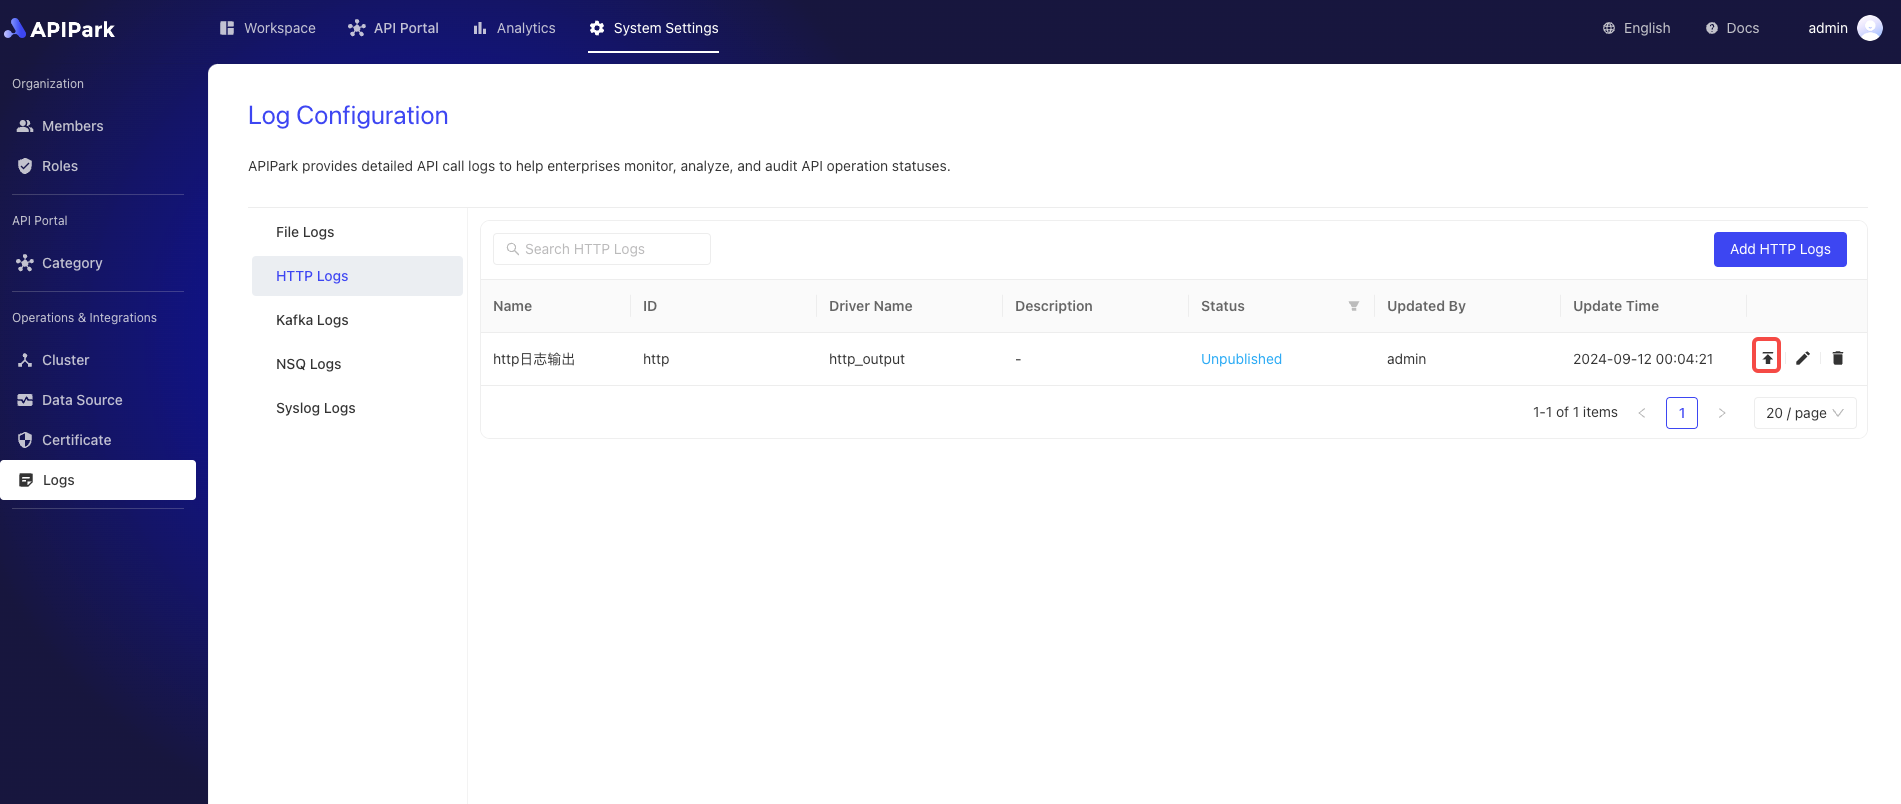 APIPark
Workspace
API Portal
Analytics
System Settings
English
Docs
admin
Organization
Members
Roles
API Portal
Category
Operations & Integrations
Cluster
Data Source
Certificate
Logs
Log Configuration
APIPark provides detailed API call logs to help enterprises monitor, analyze, and audit API operation statuses.
File Logs
HTTP Logs
Kafka Logs
NSQ Logs
Syslog Logs
Search HTTP Logs
Add HTTP Logs
Name ID Driver Name Description Status Updated By Update Time
http日志输出 http http_output - Unpublished admin 2024-09-12 00:04:21
1-1 of 1 items < 1 > 20 / page